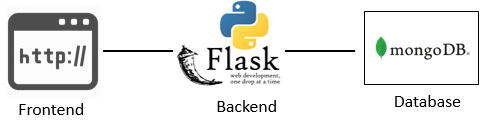 http://
Flask
web development,
one drop at a time
mongoDB®
Frontend
Backend
Database